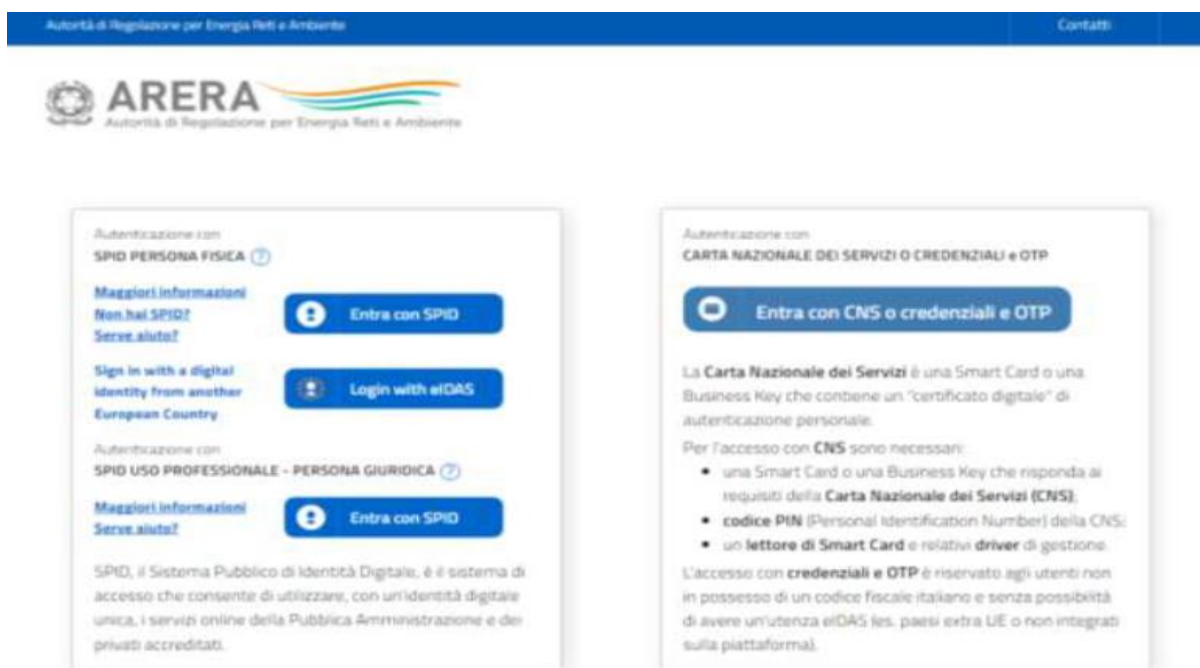 Autorità di Regolazione per Energia Reti e Ambiente
Contatti
ARERA
Autorità di Regolazione per Energia Reti e Ambiente
Autenticazione con
SPID PERSONA FISICA ?
Maggiori informazioni
Non hai SPID?
Serve aiuto?
Entra con SPID
Sign in with a digital
identity from another
European Country
Login with eIDAS
Autenticazione con
SPID USO PROFESSIONALE - PERSONA GIURIDICA ?
Maggiori informazioni
Serve aiuto?
Entra con SPID
SPID, il Sistema Pubblico di Identità Digitale, è il sistema di
accesso che consente di utilizzare, con un'identità digitale
unica, i servizi online della Pubblica Amministrazione e dei
privati accreditati.
Autenticazione con
CARTA NAZIONALE DEI SERVIZI O CREDENZIALI e OTP
Entra con CNS o credenziali e OTP
La Carta Nazionale dei Servizi è una Smart Card o una
Business Key che contiene un "certificato digitale" di
autenticazione personale.
Per l'accesso con CNS sono necessari:
• una Smart Card o una Business Key che risponda ai
requisiti della Carta Nazionale dei Servizi (CNS);
• codice PIN (Personal Identification Number) della CNS;
• un lettore di Smart Card e relativi driver di gestione.
L'accesso con credenziali e OTP è riservato agli utenti non
in possesso di un codice fiscale italiano e senza possibilità
di avere un'utenza eIDAS (es. paesi extra UE o non integrati
sulla piattaforma).